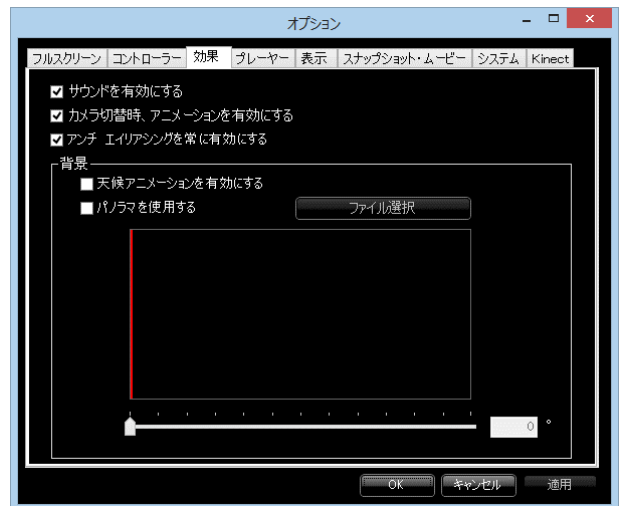 オプション
フルスクリーン コントローラー 効果 プレーヤー 表示 スナップショット・ムービー システム Kinect
サウンドを有効にする
カメラ切替時、アニメーションを有効にする
アンチ エイリアシングを常に有効にする
背景
天候アニメーションを有効にする
パノラマを使用する ファイル選択
0 °
OK キャンセル 適用